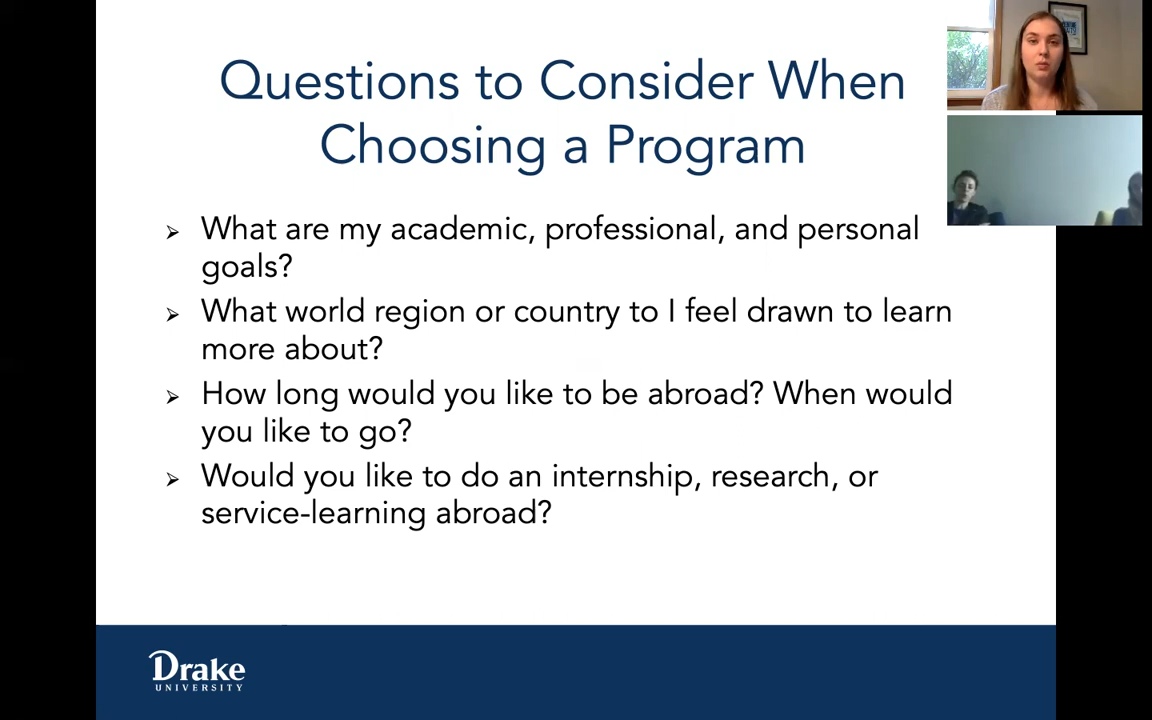 Questions to Consider When
Choosing a Program
➢ What are my academic, professional, and personal
goals?
➢ What world region or country to I feel drawn to learn
more about?
➢ How long would you like to be abroad? When would
you like to go?
➢ Would you like to do an internship, research, or
service-learning abroad?
Drake
UNIVERSITY